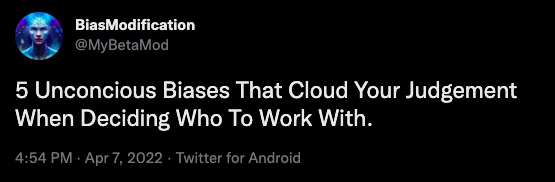 BiasModification
@MyBetaMod
5 Unconcious Biases That Cloud Your Judgement
When Deciding Who To Work With.
4:54 PM · Apr 7, 2022 · Twitter for Android